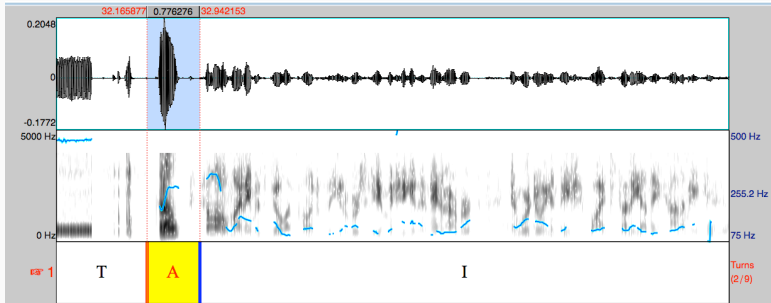 32.165877 0.776276 32.942153
0.2048
0
-0.1772
5000 Hz 500 Hz
255.2 Hz
0 Hz 75 Hz
☞ 1 T A I Turns
(2/9)